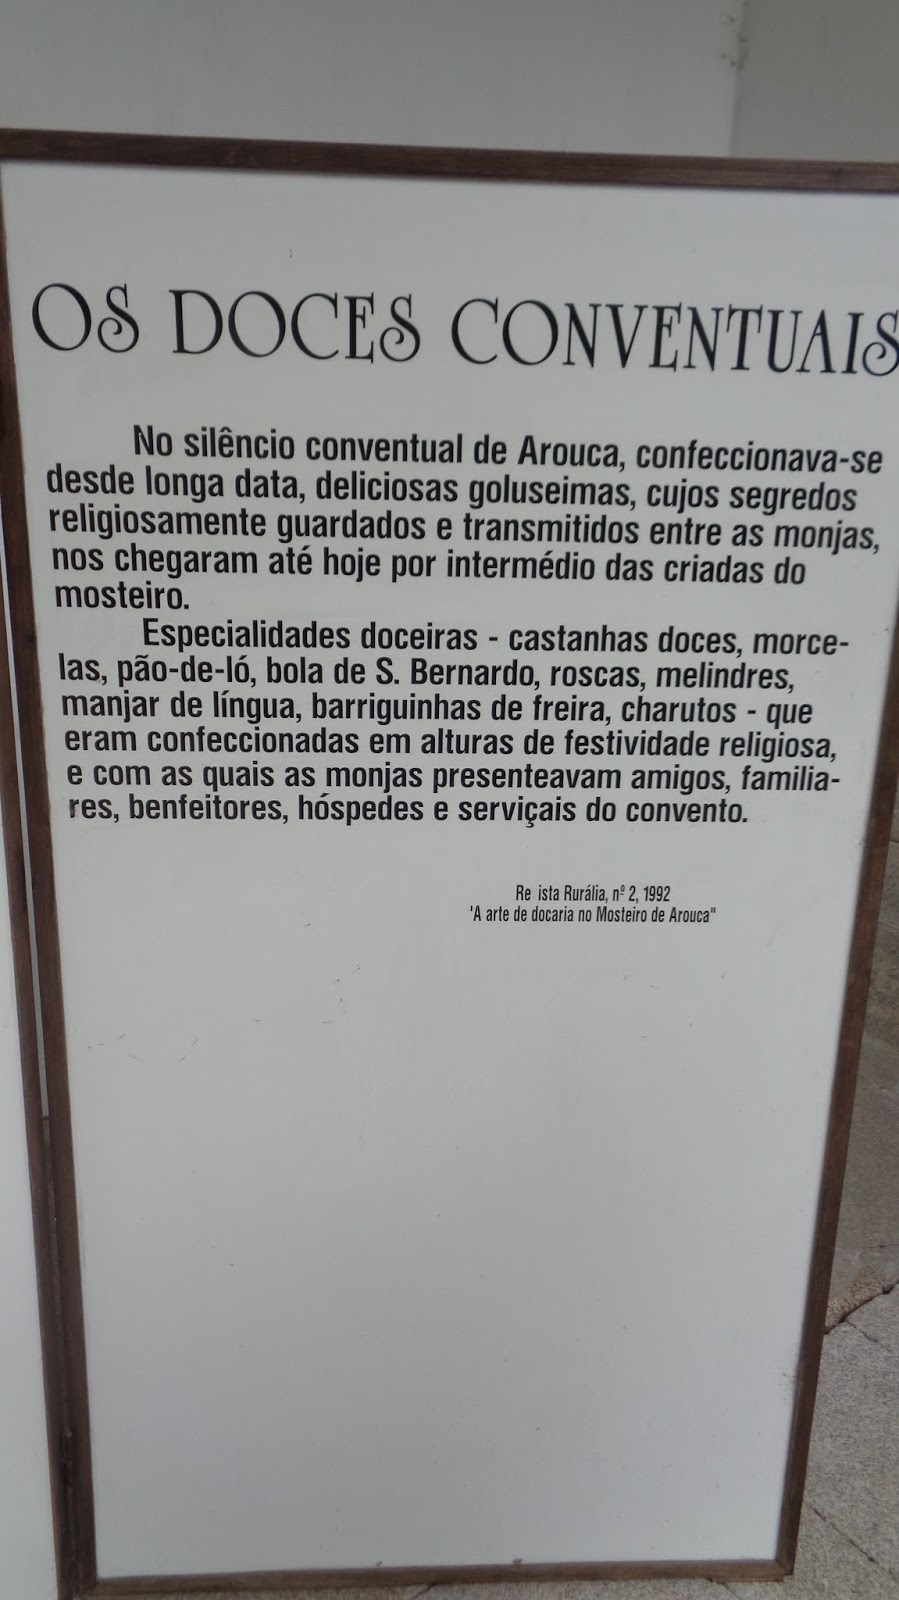 OS DOCES CONVENTUAIS
No silêncio conventual de Arouca, confeccionava-se
desde longa data, deliciosas goluseimas, cujos segredos
religiosamente guardados e transmitidos entre as monjas,
nos chegaram até hoje por intermédio das criadas do
mosteiro.
Especialidades doceiras - castanhas doces, morce-
las, pão-de-ló, bola de S. Bernardo, roscas, melindres,
manjar de língua, barriguinhas de freira, charutos - que
eram confeccionadas em alturas de festividade religiosa,
e com as quais as monjas presenteavam amigos, familia-
res, benfeitores, hóspedes e serviçais do convento.
Re ista Rurália, nº 2, 1992
'A arte de docaria no Mosteiro de Arouca"